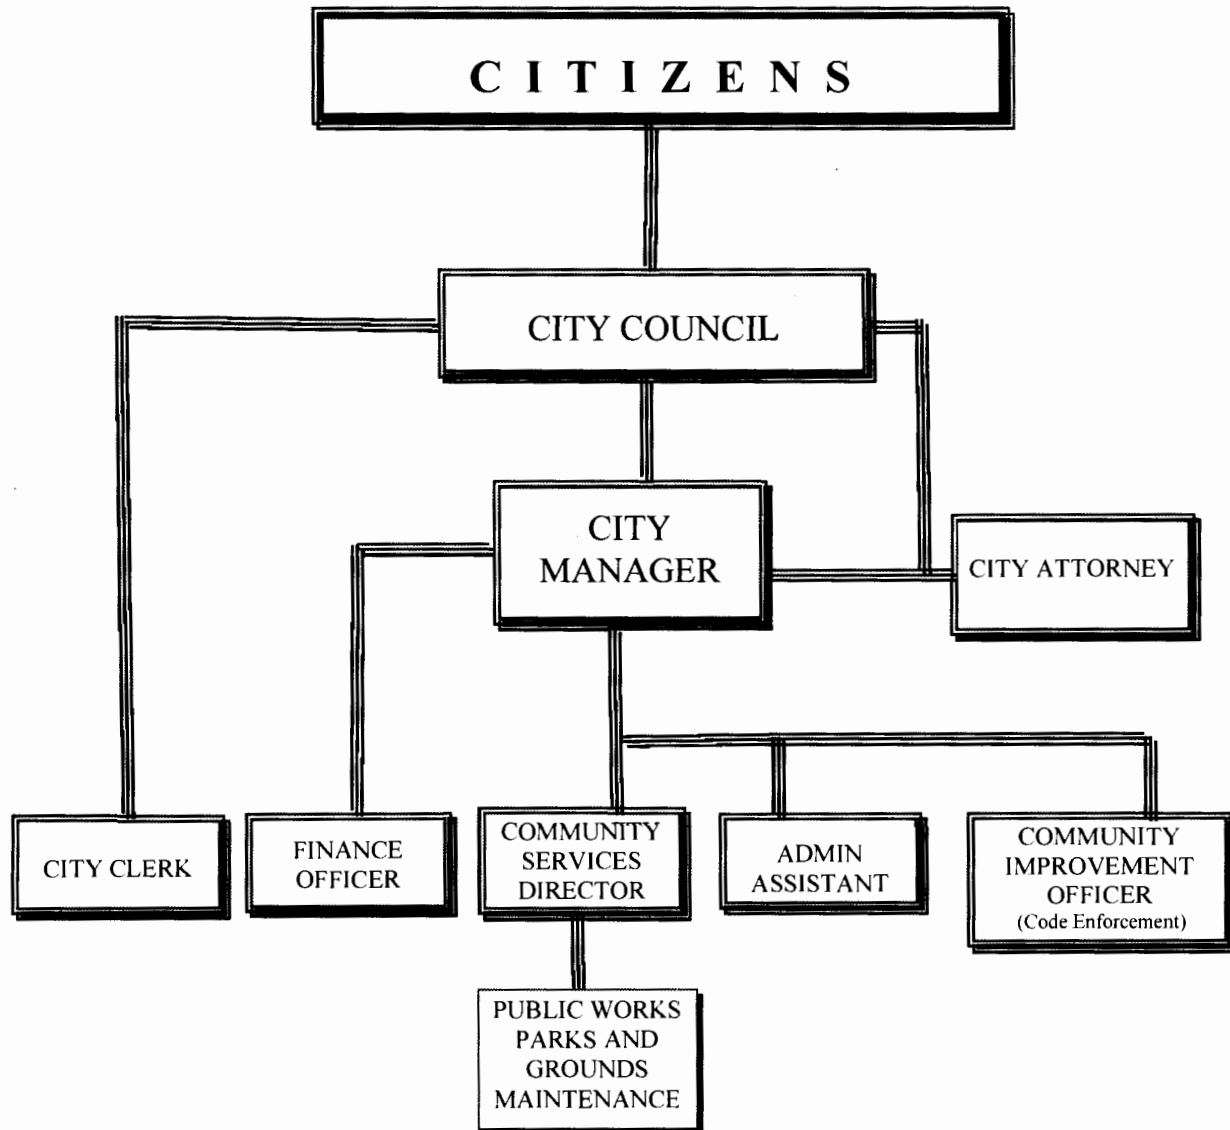 C I T I Z E N S
CITY COUNCIL
CITY
MANAGER
CITY ATTORNEY
CITY CLERK
FINANCE
OFFICER
COMMUNITY
SERVICES
DIRECTOR
ADMIN
ASSISTANT
COMMUNITY
IMPROVEMENT
OFFICER
(Code Enforcement)
PUBLIC WORKS
PARKS AND
GROUNDS
MAINTENANCE